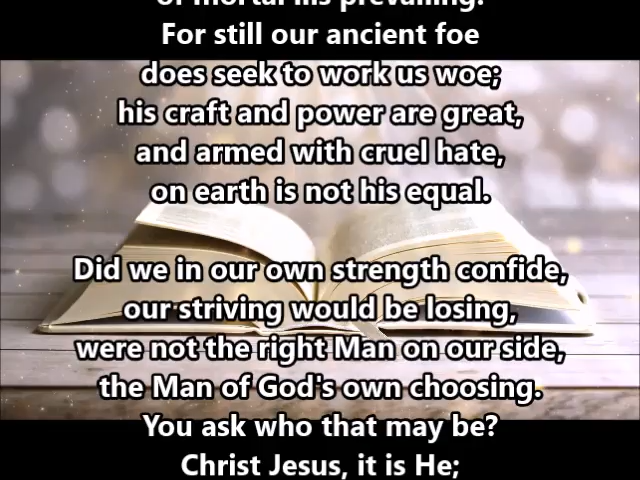 of mortal ills prevailing.
For still our ancient foe
does seek to work us woe;
his craft and power are great,
and armed with cruel hate,
on earth is not his equal.
Did we in our own strength confide,
our striving would be losing,
were not the right Man on our side,
the Man of God's own choosing.
You ask who that may be?
Christ Jesus, it is He;